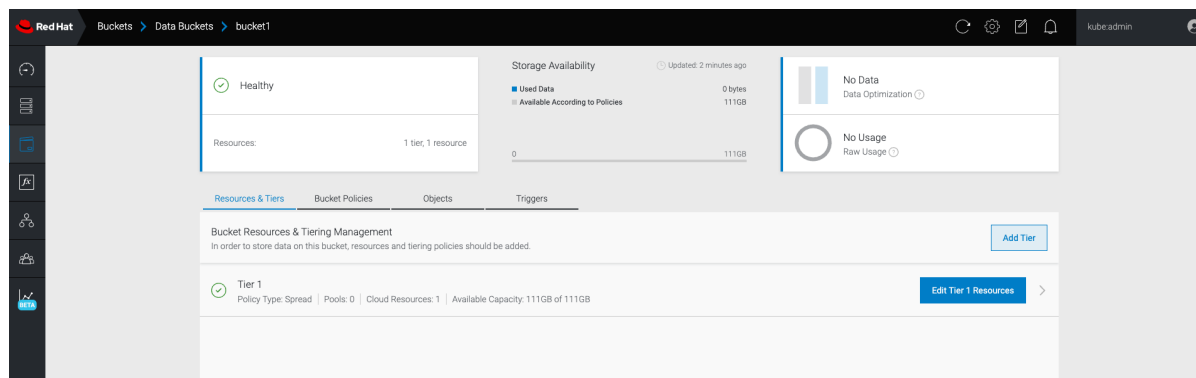 Red Hat Buckets > Data Buckets > bucket1 kube:admin
Healthy
Resources: 1 tier, 1 resource
Storage Availability Updated: 2 minutes ago
Used Data 0 bytes
Available According to Policies 111GB
0 111GB
No Data
Data Optimization ?
No Usage
Raw Usage ?
Resources & Tiers Bucket Policies Objects Triggers
Bucket Resources & Tiering Management
In order to store data on this bucket, resources and tiering policies should be added.
Add Tier
Tier 1
Policy Type: Spread | Pools: 0 | Cloud Resources: 1 | Available Capacity: 111GB of 111GB
Edit Tier 1 Resources
fx
BETA